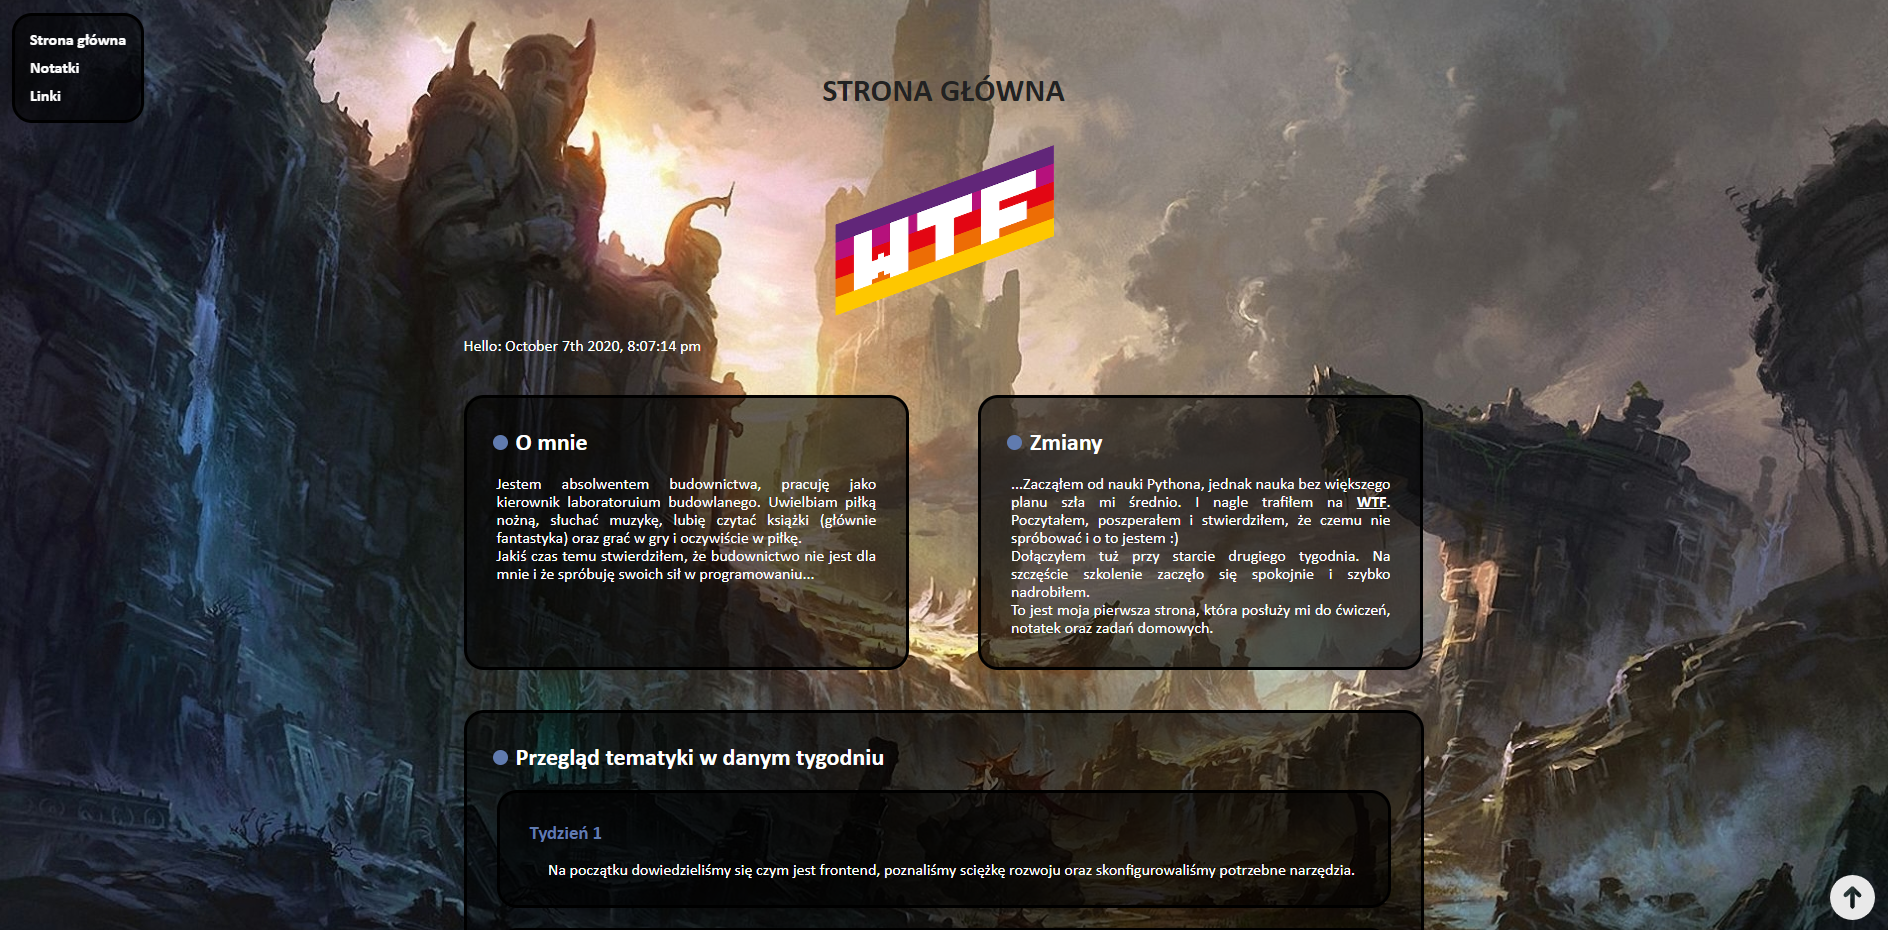 Strona główna
Notatki
Linki
STRONA GŁÓWNA
WTF
Hello: October 7th 2020, 8:07:14 pm
O mnie
Jestem absolwentem budownictwa, pracuję jako
kierownik laboratoruium budowlanego. Uwielbiam piłką
nożną, słuchać muzykę, lubię czytać książki (głównie
fantastyka) oraz grać w gry i oczywiście w piłkę.
Jakiś czas temu stwierdziłem, że budownictwo nie jest dla
mnie i że spróbuję swoich sił w programowaniu...
Zmiany
...Zacząłem od nauki Pythona, jednak nauka bez większego
planu szła mi średnio. I nagle trafiłem na WTF.
Poczytałem, poszperałem i stwierdziłem, że czemu nie
spróbować i o to jestem :)
Dołączyłem tuż przy starcie drugiego tygodnia. Na
szczęście szkolenie zaczęło się spokojnie i szybko
nadrobiłem.
To jest moja pierwsza strona, która posłuży mi do ćwiczeń,
notatek oraz zadań domowych.
Przegląd tematyki w danym tygodniu
Tydzień 1
Na początku dowiedzieliśmy się czym jest frontend, poznaliśmy sciężkę rozwoju oraz skonfigurowaliśmy potrzebne narzędzia.